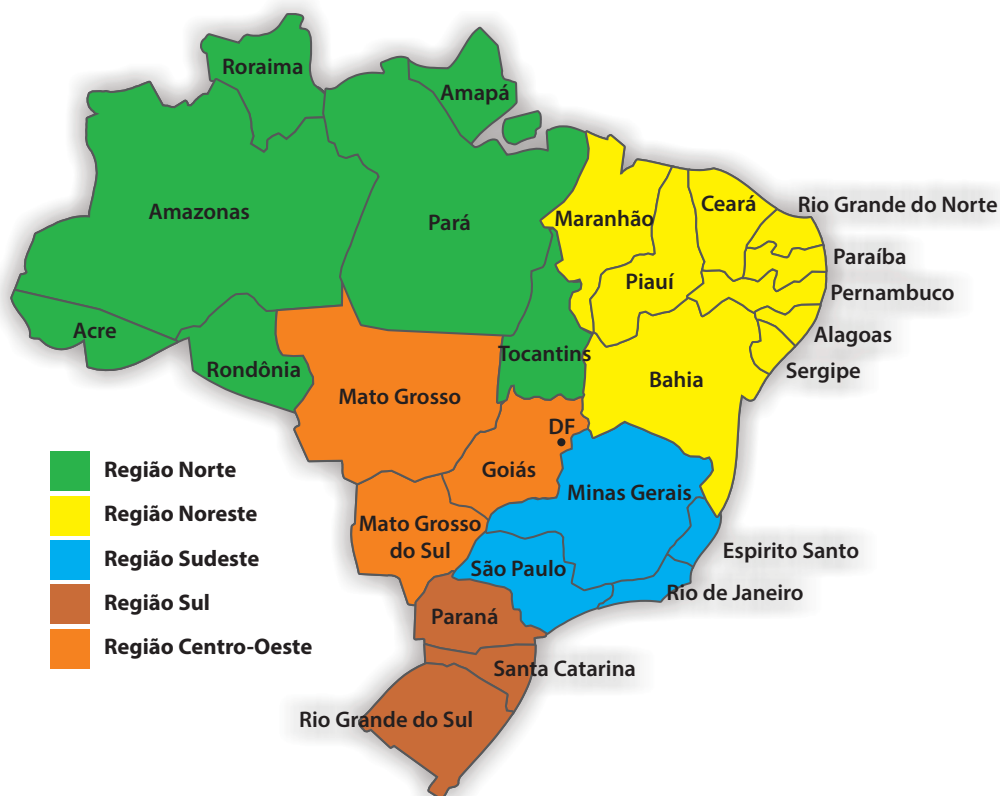 Roraima
Amapá
Amazonas
Pará
Maranhão
Ceará
Rio Grande do Norte
Paraíba
Piauí
Pernambuco
Acre
Alagoas
Rondônia
Tocantins
Sergipe
Mato Grosso
Bahia
DF
Goiás
Minas Gerais
Mato Grosso
do Sul
Espirito Santo
São Paulo
Rio de Janeiro
Paraná
Santa Catarina
Rio Grande do Sul
Região Norte
Região Noreste
Região Sudeste
Região Sul
Região Centro-Oeste